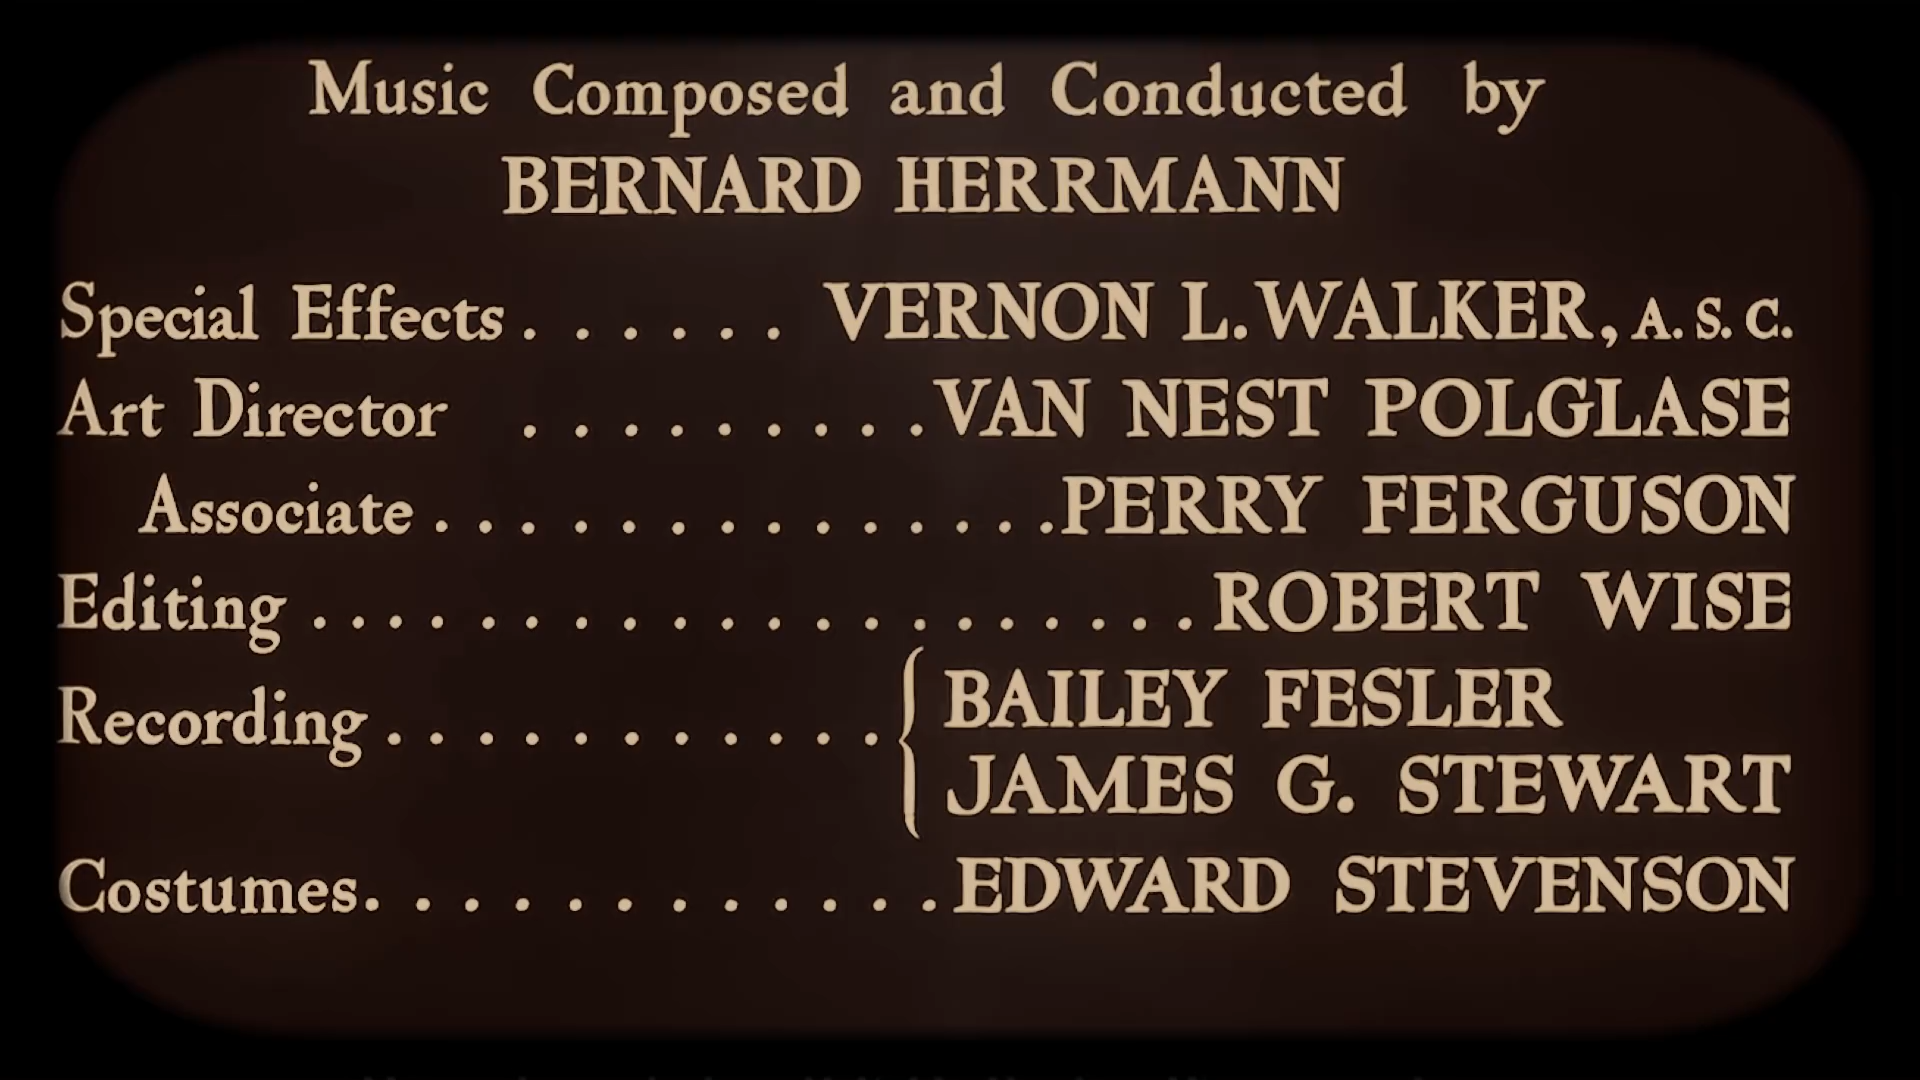 Music Composed and Conducted by
BERNARD HERRMANN
Special Effects . . . . . . VERNON L. WALKER, A. S. C.
Art Director . . . . . . . . . VAN NEST POLGLASE
Associate . . . . . . . . . . . . . . PERRY FERGUSON
Editing . . . . . . . . . . . . . . . . . . . . . ROBERT WISE
Recording . . . . . . . . . . . { BAILEY FESLER
JAMES G. STEWART
Costumes . . . . . . . . . . . . EDWARD STEVENSON